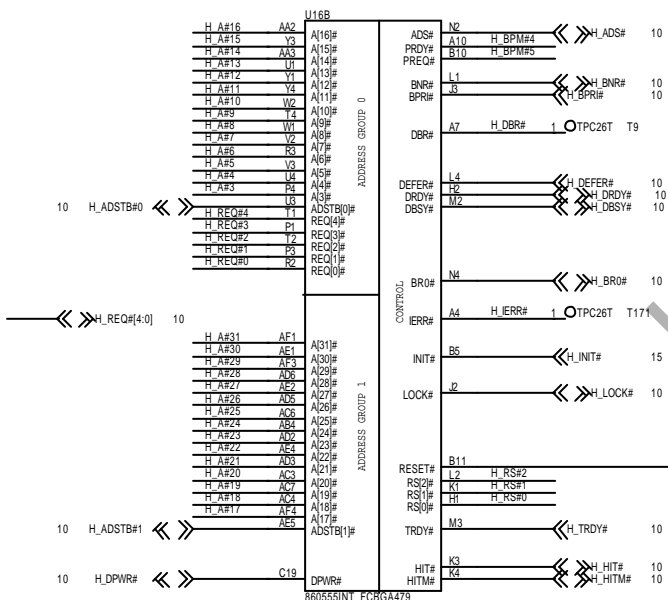 U16B
H_A#16 AA2 A[16]#
H_A#15 Y3 A[15]#
H_A#14 AA3 A[14]#
H_A#13 U1 A[13]#
H_A#12 Y1 A[12]#
H_A#11 Y4 A[11]#
H_A#10 W2 A[10]#
H_A#9 T4 A[9]#
H_A#8 W1 A[8]#
H_A#7 V2 A[7]#
H_A#6 R3 A[6]#
H_A#5 V3 A[5]#
H_A#4 U4 A[4]#
H_A#3 P4 A[3]#
10 H_ADSTB#0 U3 ADSTB[0]#
H_REQ#4 T1 REQ[4]#
H_REQ#3 P1 REQ[3]#
H_REQ#2 T2 REQ[2]#
H_REQ#1 P3 REQ[1]#
H_REQ#0 R2 REQ[0]#
ADDRESS GROUP 0
H_REQ#[4:0] 10
H_A#31 AF1 A[31]#
H_A#30 AE1 A[30]#
H_A#29 AF3 A[29]#
H_A#28 AD6 A[28]#
H_A#27 AE2 A[27]#
H_A#26 AD5 A[26]#
H_A#25 AC6 A[25]#
H_A#24 AB4 A[24]#
H_A#23 AD2 A[23]#
H_A#22 AE4 A[22]#
H_A#21 AD3 A[21]#
H_A#20 AC3 A[20]#
H_A#19 AC7 A[19]#
H_A#18 AC4 A[18]#
H_A#17 AF4 A[17]#
10 H_ADSTB#1 AE5 ADSTB[1]#
10 H_DPWR# C19 DPWR#
ADDRESS GROUP 1
CONTROL
ADS# N2 H_ADS# 10
PRDY# A10 H_BPM#4
PREQ# B10 H_BPM#5
BNR# L1 H_BNR# 10
BPRI# J3 H_BPRI# 10
DBR# A7 H_DBR# 1 TPC26T T9
DEFER# L4 H_DEFER# 10
DRDY# H2 H_DRDY# 10
DBSY# M2 H_DBSY# 10
BR0# N4 H_BR0# 10
IERR# A4 H_IERR# 1 TPC26T T171
INIT# B5 H_INIT# 15
LOCK# J2 H_LOCK# 10
RESET# B11
RS[2]# L2 H_RS#2
RS[1]# K1 H_RS#1
RS[0]# H1 H_RS#0
TRDY# M3 H_TRDY# 10
HIT# K3 H_HIT# 10
HITM# K4 H_HITM# 10
860555INT_FCBGA479